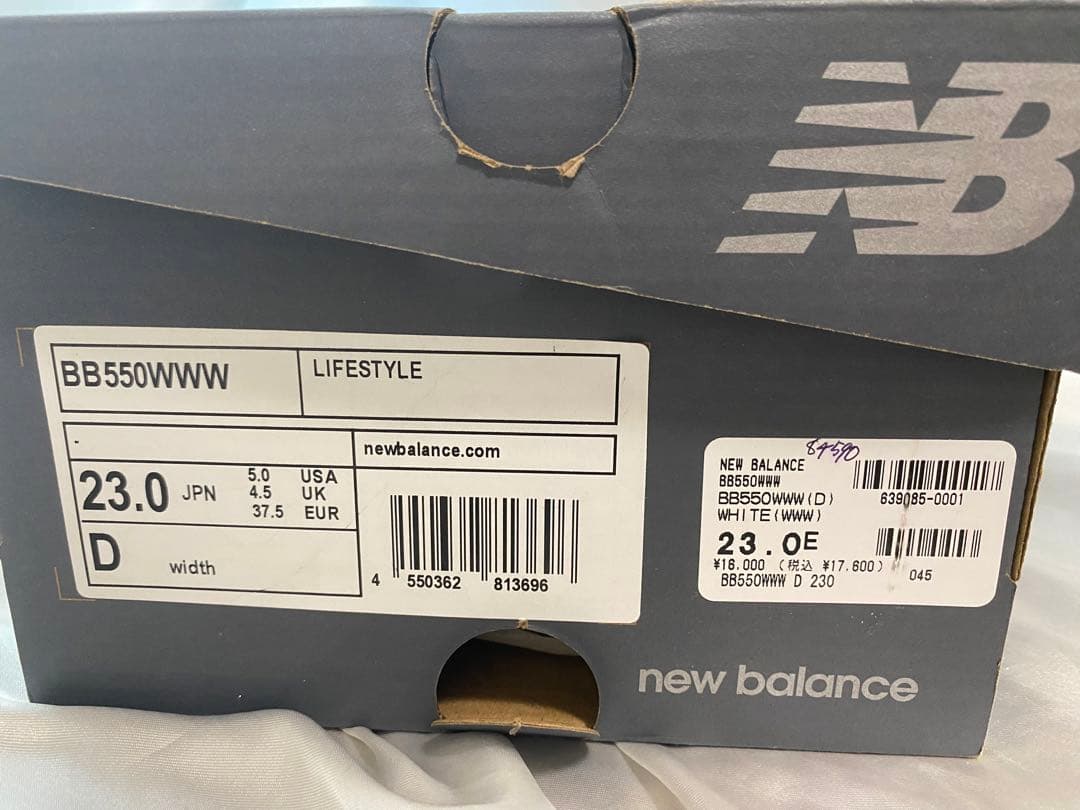 NB
BB550WWW
LIFESTYLE
-
newbalance.com
23.0 JPN
5.0 USA
4.5 UK
37.5 EUR
D width
4 550362 813696
NEW BALANCE
BB550WWW
BB550WWW(D)
WHITE(WWW)
639085-0001
23.0E
¥16.000 (税込 ¥17.600)
BB550WWW D 230
045
new balance